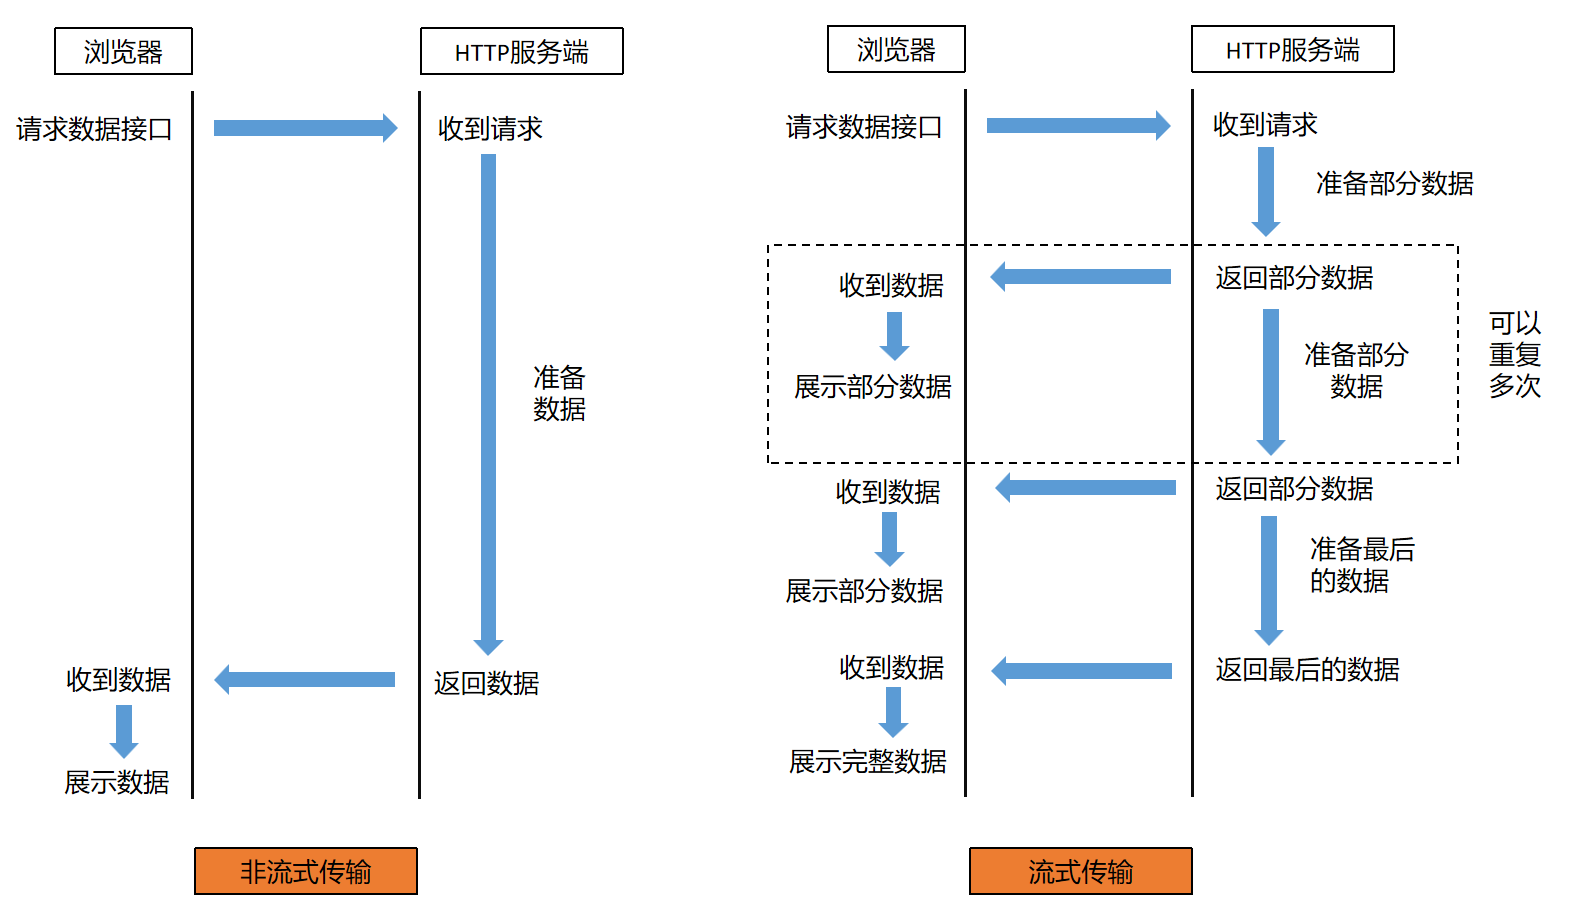 浏览器
HTTP服务端
请求数据接口
收到请求
准备
数据
收到数据
返回数据
展示数据
非流式传输
浏览器
HTTP服务端
请求数据接口
收到请求
准备部分数据
收到数据
返回部分数据
展示部分数据
准备部分
数据
可以
重复
多次
收到数据
返回部分数据
展示部分数据
准备最后
的数据
收到数据
返回最后的数据
展示完整数据
流式传输